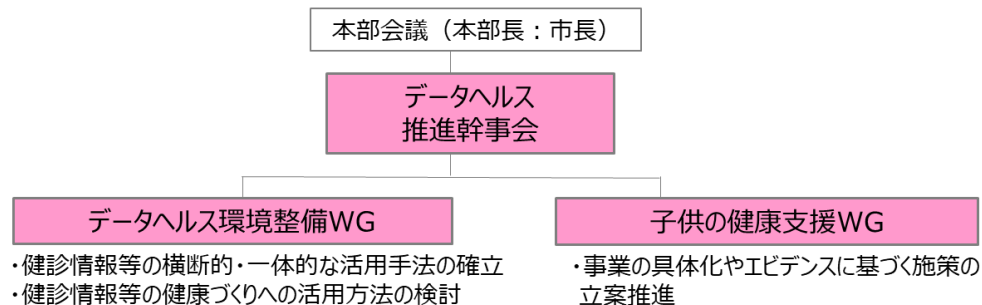 本部会議（本部長：市長）
データヘルス
推進幹事会
データヘルス環境整備WG
子供の健康支援WG
・健診情報等の横断的・一体的な活用手法の確立
・健診情報等の健康づくりへの活用方法の検討
・事業の具体化やエビデンスに基づく施策の
立案推進